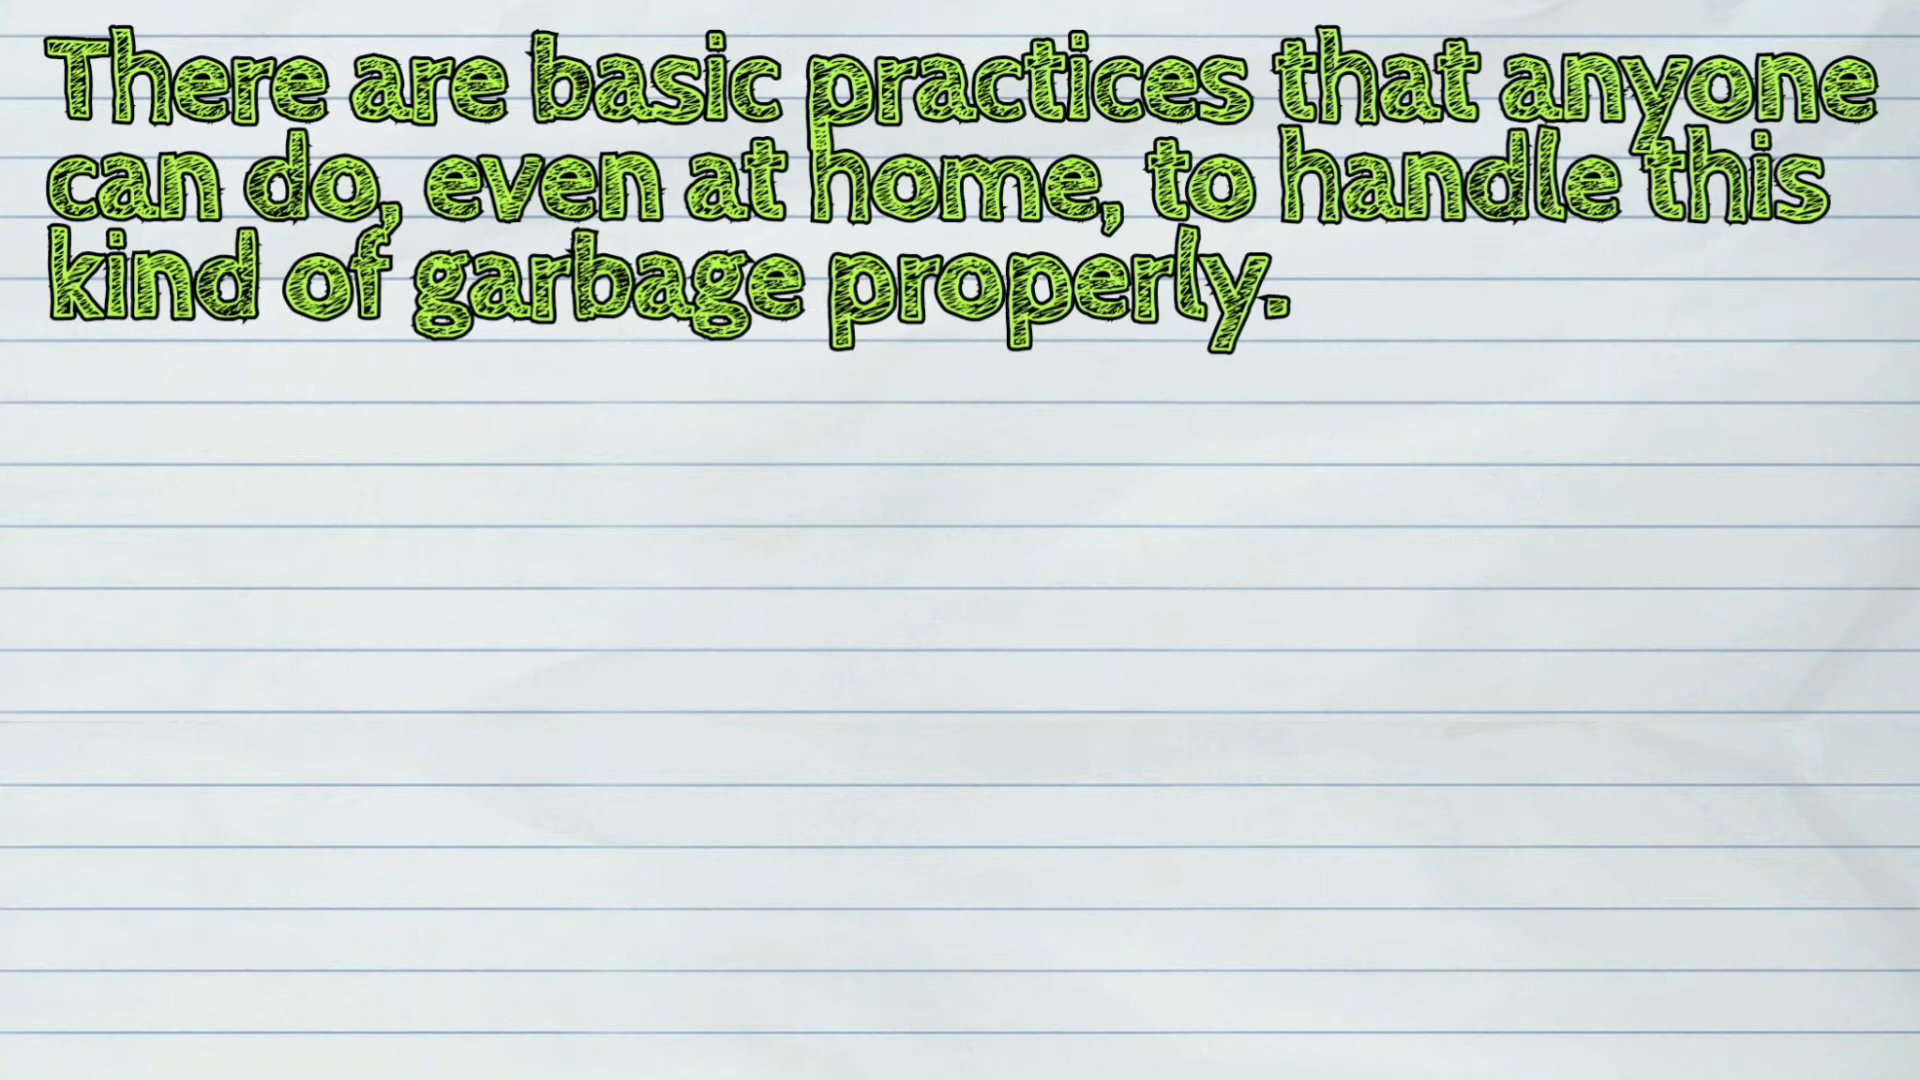 There are basic practices that anyone
can do, even at home, to handle this
kind of garbage properly.